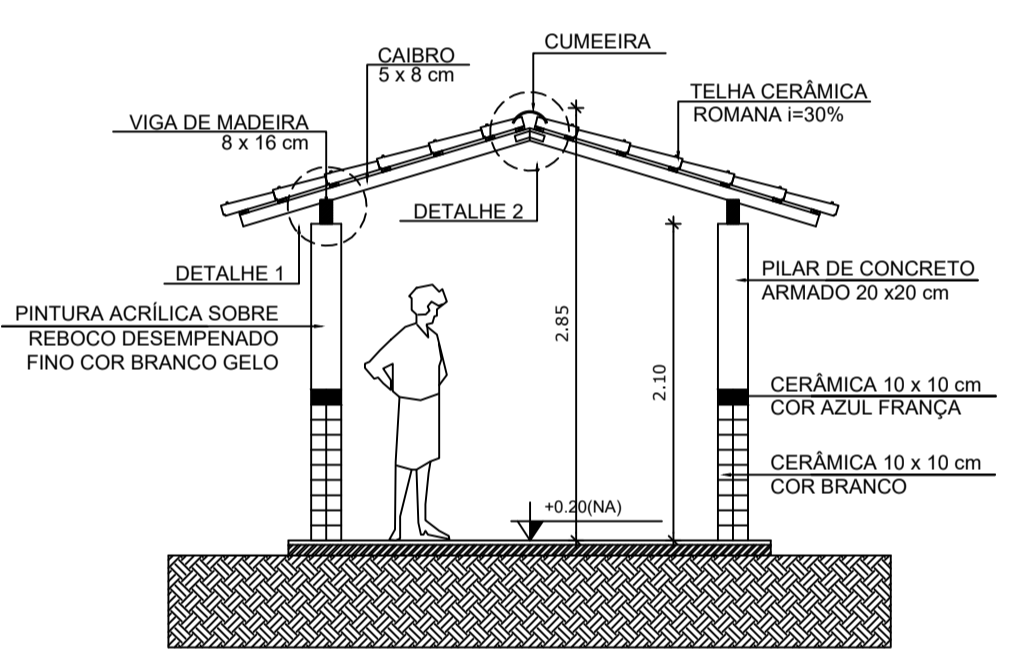 CUMEEIRA
CAIBRO
5 x 8 cm
TELHA CERÂMICA
ROMANA i=30%
VIGA DE MADEIRA
8 x 16 cm
DETALHE 2
DETALHE 1
PILAR DE CONCRETO
ARMADO 20 x20 cm
PINTURA ACRÍLICA SOBRE
REBOCO DESEMPENADO
FINO COR BRANCO GELO
2.85
2.10
CERÂMICA 10 x 10 cm
COR AZUL FRANÇA
CERÂMICA 10 x 10 cm
COR BRANCO
+0.20(NA)